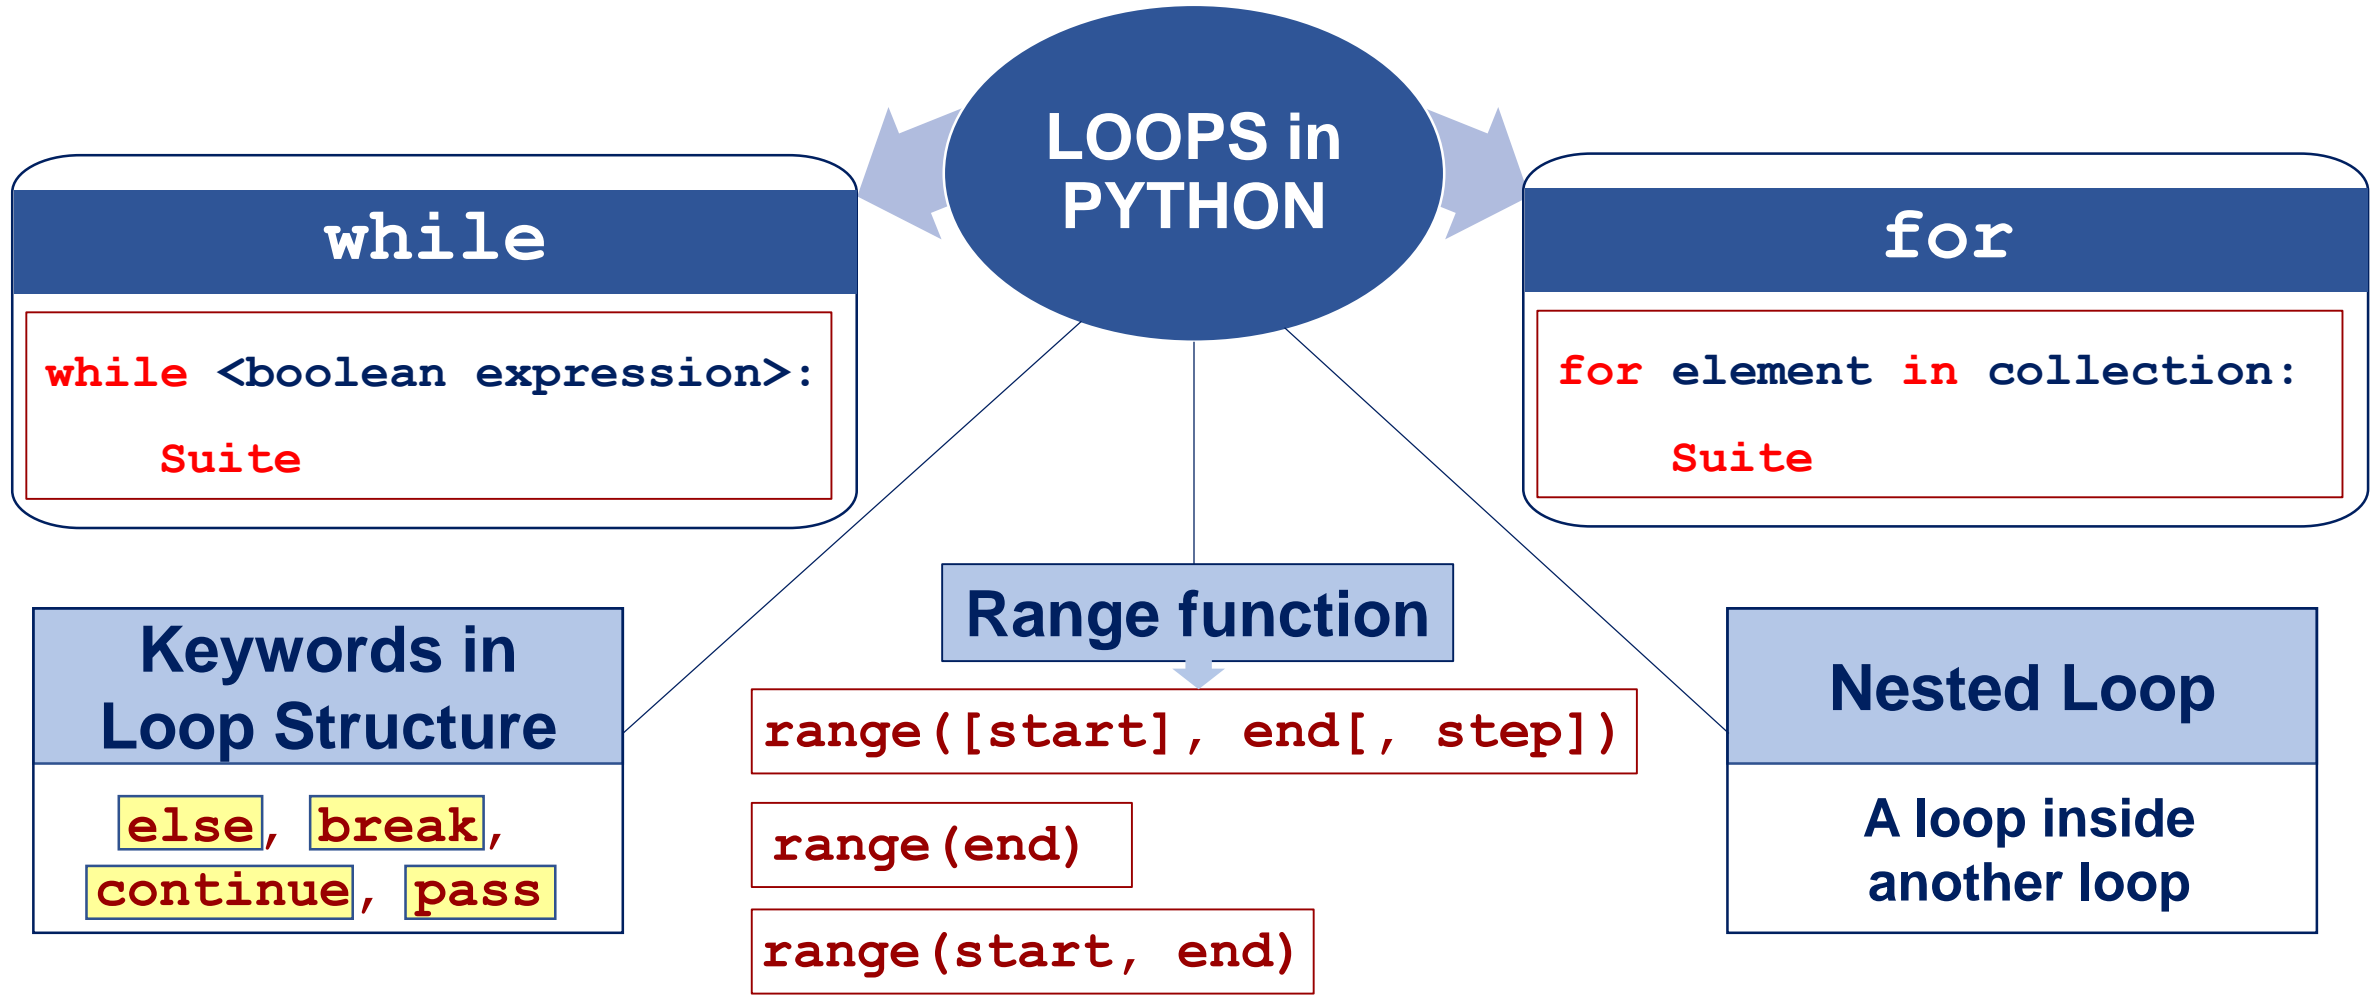 LOOPS in
PYTHON
while
while <boolean expression>:
Suite
for
for element in collection:
Suite
Keywords in
Loop Structure
else, break,
continue, pass
Range function
range([start], end[, step])
range(end)
range(start, end)
Nested Loop
A loop inside
another loop